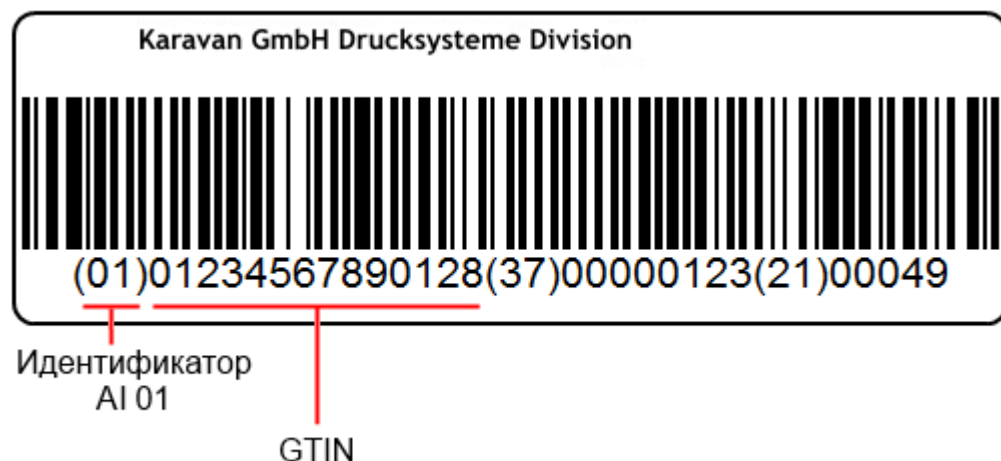 Karavan GmbH Drucksysteme Division
(01)01234567890128(37)00000123(21)00049
Идентификатор
AI 01
GTIN